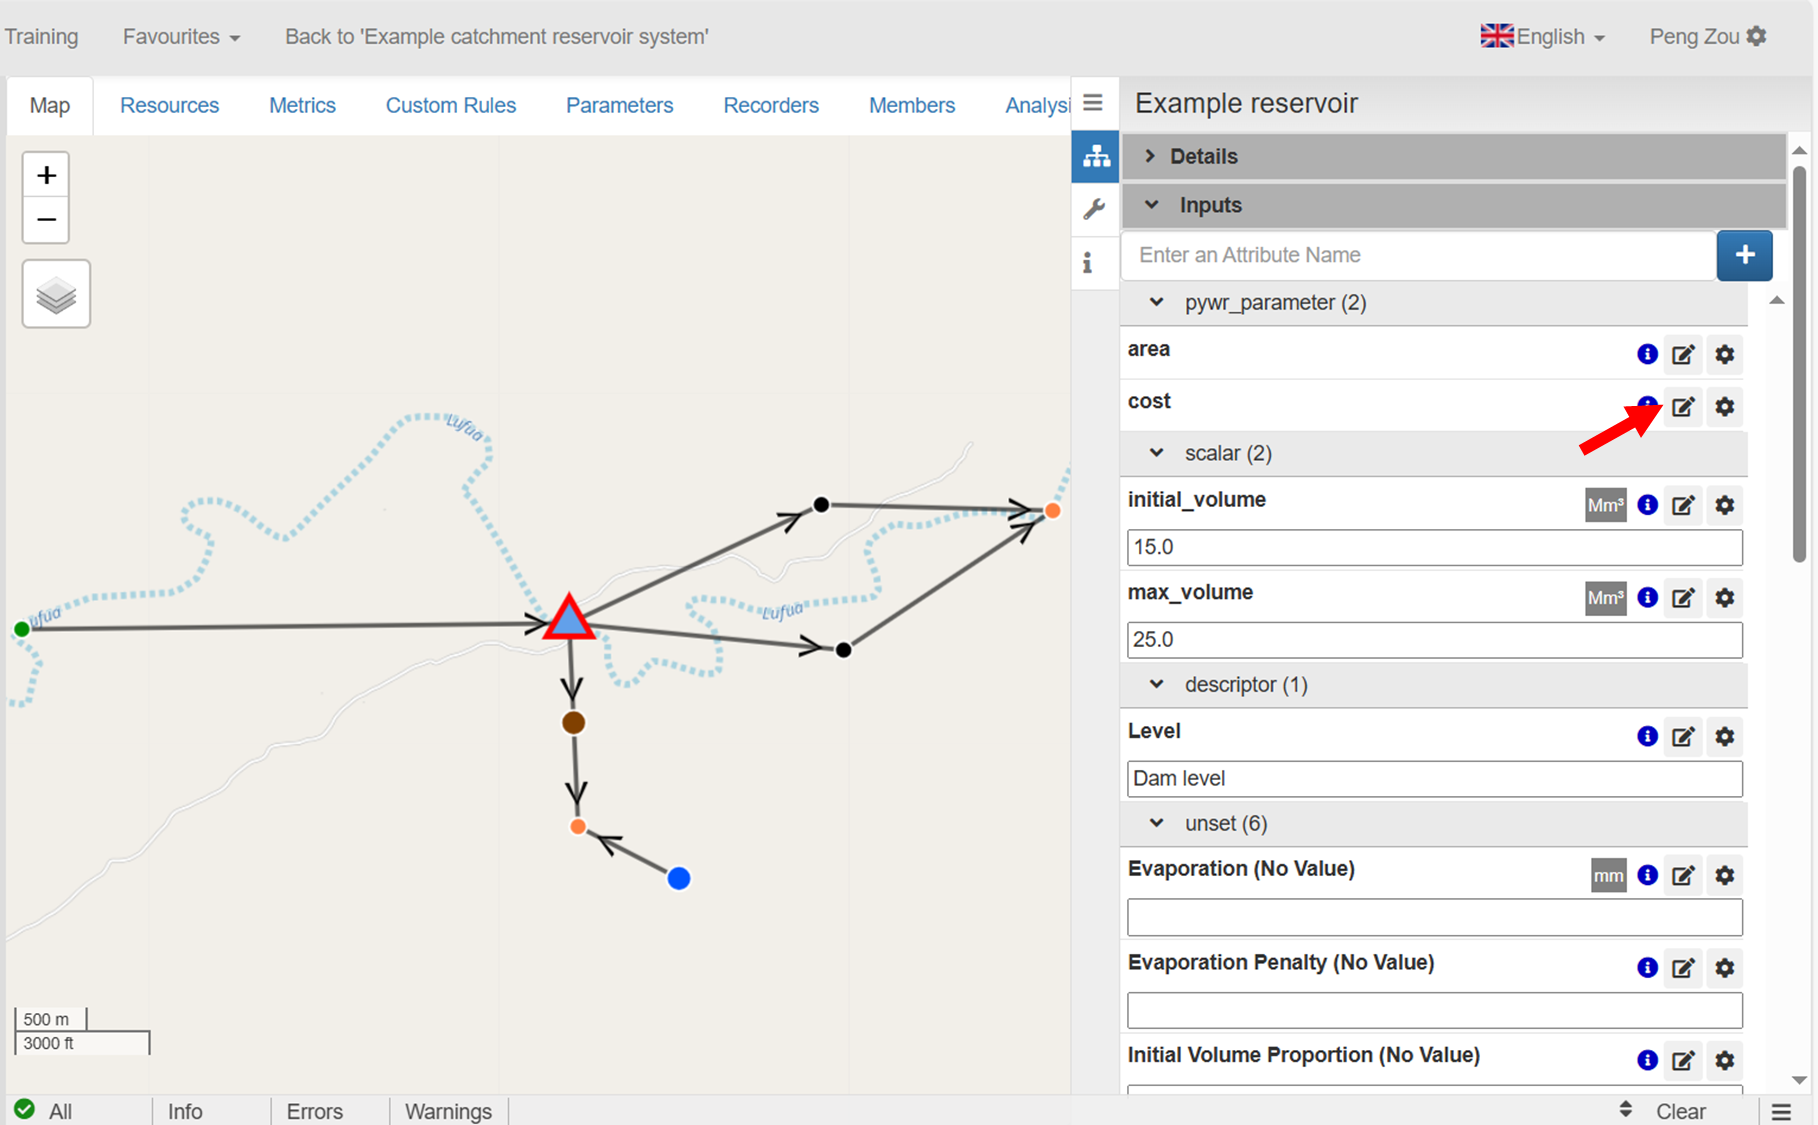 Training Favourites Back to 'Example catchment reservoir system' English Peng Zou
Map Resources Metrics Custom Rules Parameters Recorders Members Analysi
Example reservoir
Details
Inputs
Enter an Attribute Name
pywr_parameter (2)
area
cost
scalar (2)
initial_volume Mm³
15.0
max_volume Mm³
25.0
descriptor (1)
Level
Dam level
unset (6)
Evaporation (No Value) mm
Evaporation Penalty (No Value)
Initial Volume Proportion (No Value)
Lufua
Lufua
ufua
500 m
3000 ft
All Info Errors Warnings Clear